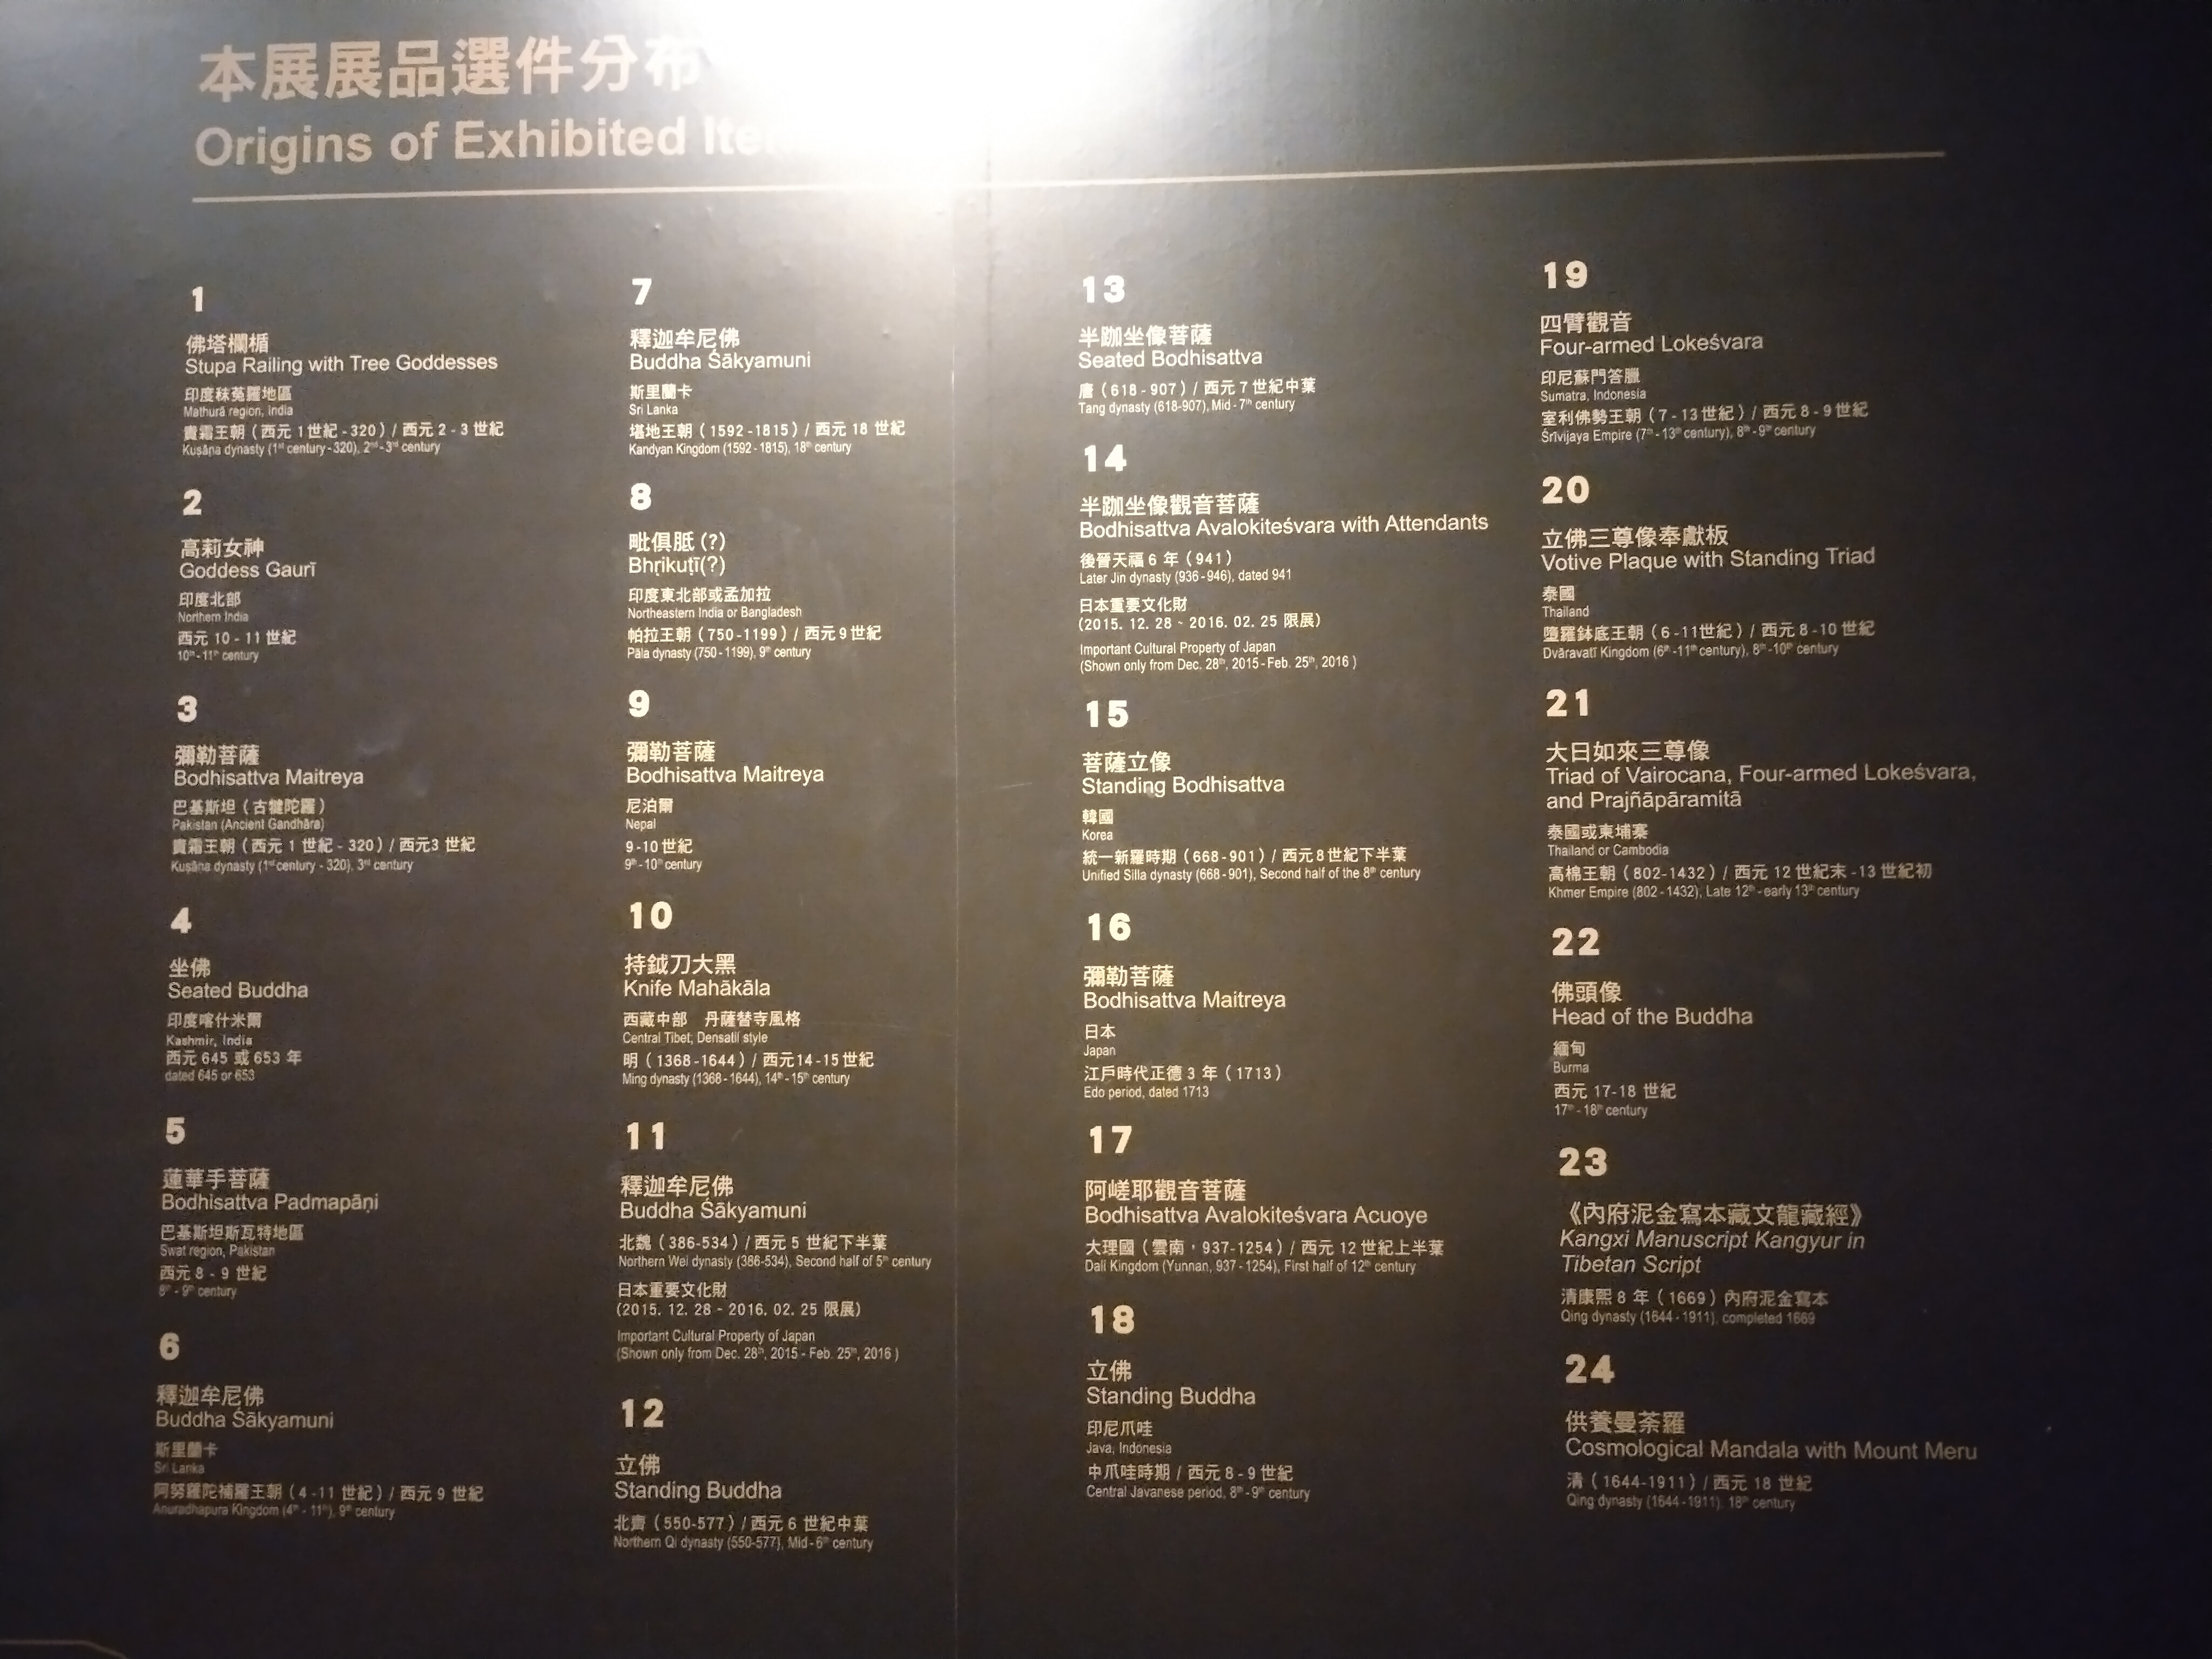 本展展品選件分布
Origins of Exhibited
1
佛塔欄楯
Stupa Railing with Tree Goddesses
印度秣菟羅地區
Mathurā region, India
貴霜王朝（西元 1 世紀 - 320）/ 西元 2 - 3 世紀
Kuṣāṇa dynasty (1st century - 320), 2nd - 3rd century
2
高莉女神
Goddess Gaurī
印度北部
Northern India
西元 10 - 11 世紀
10th - 11th century
3
彌勒菩薩
Bodhisattva Maitreya
巴基斯坦（古犍陀羅）
Pakistan (Ancient Gandhāra)
貴霜王朝（西元 1 世紀 - 320）/ 西元3 世紀
Kuṣāṇa dynasty (1st century - 320), 3rd century
4
坐佛
Seated Buddha
印度喀什米爾
Kashmir, India
西元 645 或 653 年
dated 645 or 653
5
蓮華手菩薩
Bodhisattva Padmapāṇi
巴基斯坦斯瓦特地區
Swat region, Pakistan
西元 8 - 9 世紀
8th - 9th century
6
釋迦牟尼佛
Buddha Śākyamuni
斯里蘭卡
Sri Lanka
阿努羅陀補羅王朝（4 -11 世紀）/ 西元 9 世紀
Anuradhapura Kingdom (4th - 11th), 9th century
7
釋迦牟尼佛
Buddha Śākyamuni
斯里蘭卡
Sri Lanka
堪地王朝（1592 -1815）/ 西元 18 世紀
Kandyan Kingdom (1592 - 1815), 18th century
8
毗俱胝 (?)
Bhṛikuṭī(?)
印度東北部或孟加拉
Northeastern India or Bangladesh
帕拉王朝（750 -1199）/ 西元 9 世紀
Pāla dynasty (750 - 1199), 9th century
9
彌勒菩薩
Bodhisattva Maitreya
尼泊爾
Nepal
9 -10 世紀
9th - 10th century
10
持鉞刀大黑
Knife Mahākāla
西藏中部　丹薩替寺風格
Central Tibet; Densatil style
明（1368 -1644）/ 西元14 -15 世紀
Ming dynasty (1368 - 1644), 14th - 15th century
11
釋迦牟尼佛
Buddha Śākyamuni
北魏（386-534）/ 西元 5 世紀下半葉
Northern Wei dynasty (386-534), Second half of 5th century
日本重要文化財
(2015. 12. 28 ~ 2016. 02. 25 限展)
Important Cultural Property of Japan
(Shown only from Dec. 28th, 2015 - Feb. 25th, 2016 )
12
立佛
Standing Buddha
北齊（550-577）/ 西元 6 世紀中葉
Northern Qi dynasty (550-577), Mid - 6th century
13
半跏坐像菩薩
Seated Bodhisattva
唐（618 - 907）/ 西元 7 世紀中葉
Tang dynasty (618-907), Mid - 7th century
14
半跏坐像觀音菩薩
Bodhisattva Avalokiteśvara with Attendants
後晉天福 6 年（941）
Later Jin dynasty (936 - 946), dated 941
日本重要文化財
(2015. 12. 28 ~ 2016. 02. 25 限展)
Important Cultural Property of Japan
(Shown only from Dec. 28th, 2015 - Feb. 25th, 2016 )
15
菩薩立像
Standing Bodhisattva
韓國
Korea
統一新羅時期（668 - 901）/ 西元 8 世紀下半葉
Unified Silla dynasty (668 - 901), Second half of the 8th century
16
彌勒菩薩
Bodhisattva Maitreya
日本
Japan
江戶時代正德 3 年（1713）
Edo period, dated 1713
17
阿嵯耶觀音菩薩
Bodhisattva Avalokiteśvara Acuoye
大理國（雲南，937-1254）/ 西元 12 世紀上半葉
Dali Kingdom (Yunnan, 937 - 1254), First half of 12th century
18
立佛
Standing Buddha
印尼爪哇
Java, Indonesia
中爪哇時期 / 西元 8 - 9 世紀
Central Javanese period, 8th - 9th century
19
四臂觀音
Four-armed Lokeśvara
印尼蘇門答臘
Sumatra, Indonesia
室利佛勢王朝（7 - 13 世紀）/ 西元 8 - 9 世紀
Śrīvijaya Empire (7th - 13th century), 8th - 9th century
20
立佛三尊像奉獻板
Votive Plaque with Standing Triad
泰國
Thailand
墮羅鉢底王朝（6 -11世紀）/ 西元 8 -10 世紀
Dvāravatī Kingdom (6th - 11th century), 8th - 10th century
21
大日如來三尊像
Triad of Vairocana, Four-armed Lokeśvara,
and Prajñāpāramitā
泰國或柬埔寨
Thailand or Cambodia
高棉王朝（802-1432）/ 西元 12 世紀末 -13 世紀初
Khmer Empire (802 - 1432), Late 12th - early 13th century
22
佛頭像
Head of the Buddha
緬甸
Burma
西元 17-18 世紀
17th - 18th century
23
《內府泥金寫本藏文龍藏經》
Kangxi Manuscript Kangyur in
Tibetan Script
清康熙 8 年（1669）內府泥金寫本
Qing dynasty (1644 - 1911), completed 1669
24
供養曼荼羅
Cosmological Mandala with Mount Meru
清（1644-1911）/ 西元 18 世紀
Qing dynasty (1644 - 1911), 18th century